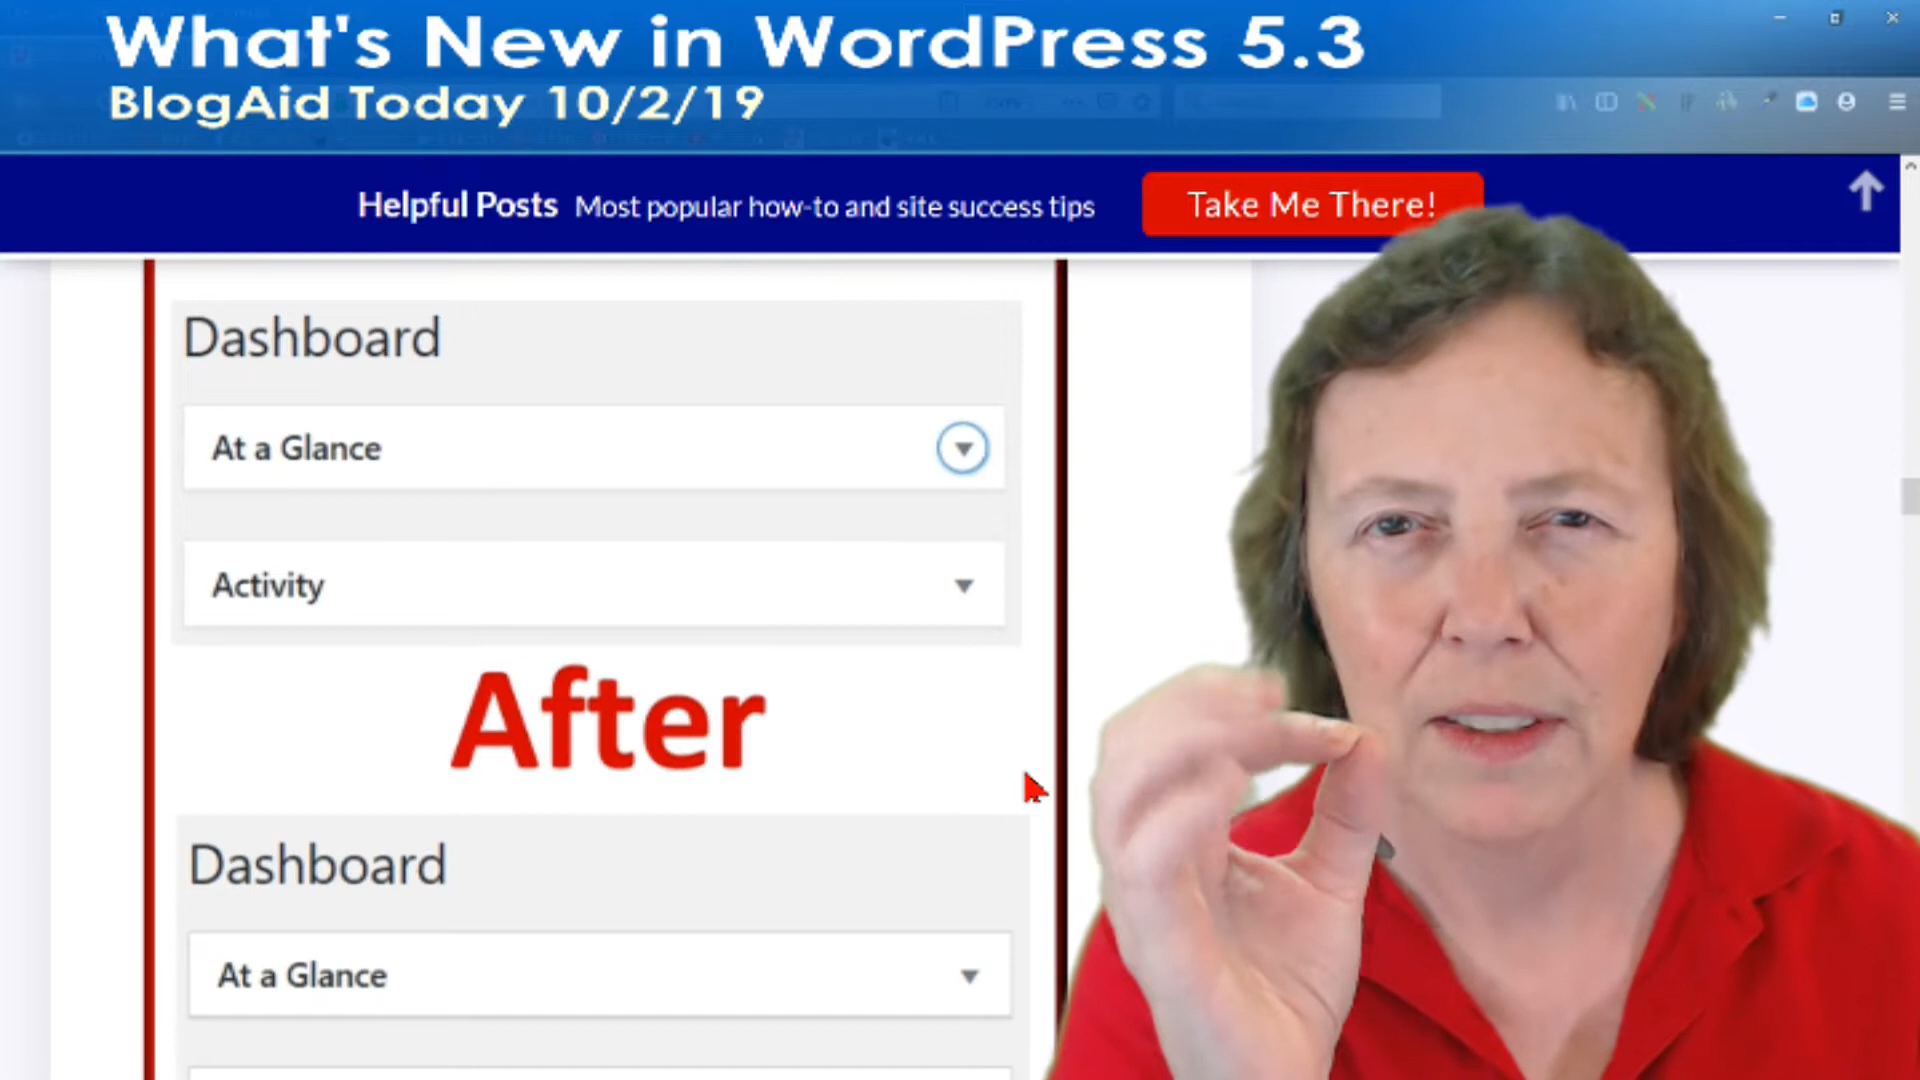 What's New in WordPress 5.3
BlogAid Today 10/2/19
Helpful Posts Most popular how-to and site success tips Take Me There!
Dashboard
At a Glance
Activity
After
Dashboard
At a Glance